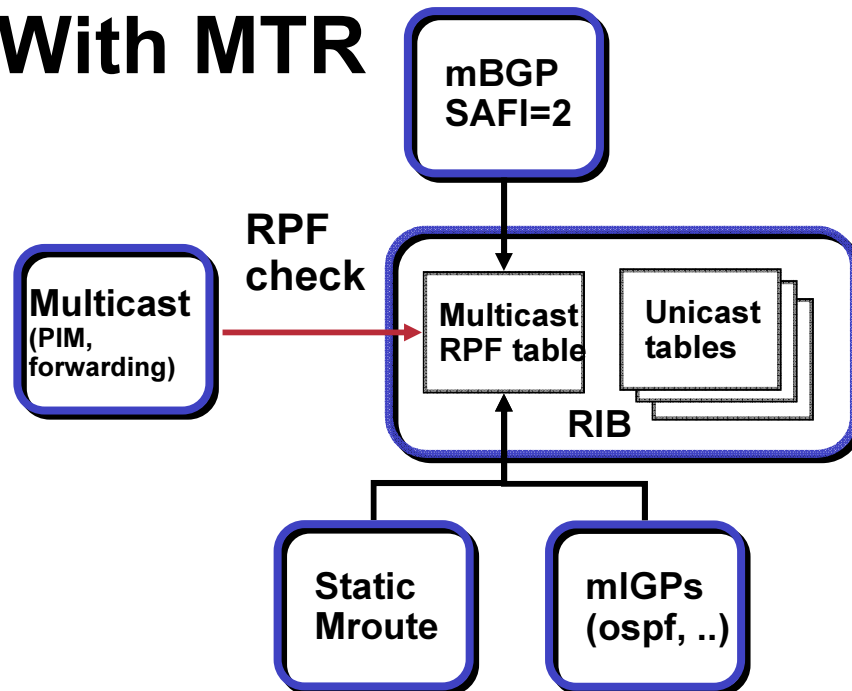 With MTR
mBGP
SAFI=2
RPF
check
Multicast
(PIM,
forwarding)
Multicast
RPF table
Unicast
tables
RIB
Static
Mroute
mIGPs
(ospf, ..)